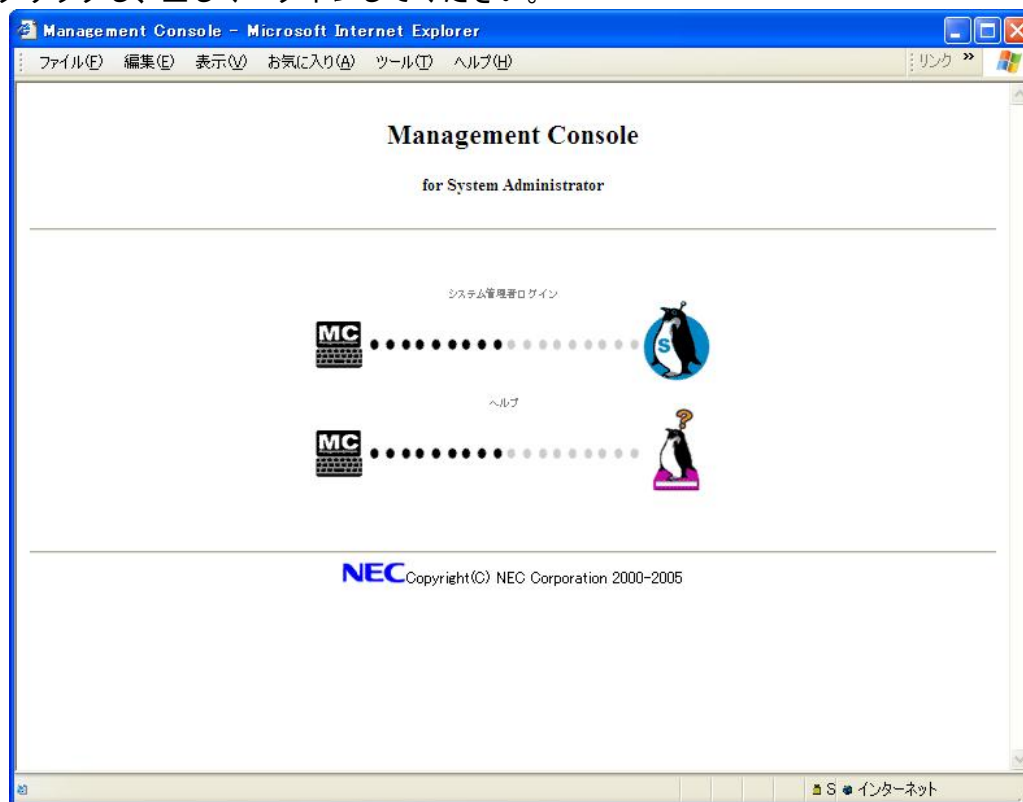 Management Console - Microsoft Internet Explorer
ファイル(F) 編集(E) 表示(V) お気に入り(A) ツール(T) ヘルプ(H) リンク »
Management Console
for System Administrator
システム管理者ログイン
MC S
ヘルプ
MC ?
NEC Copyright(C) NEC Corporation 2000-2005
S インターネット